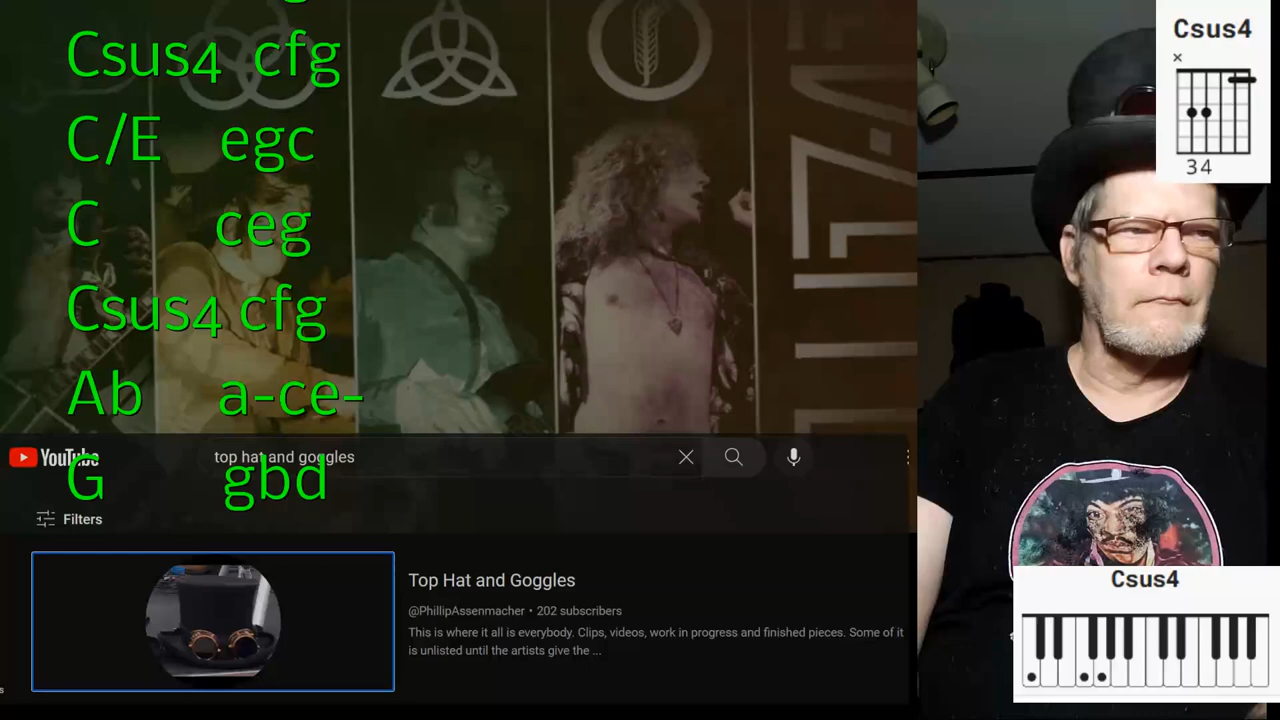 Csus4 cfg
C/E egc
C ceg
Csus4 cfg
Ab a-ce-
G gbd
YouTube
top hat and goggles
Filters
Top Hat and Goggles
@PhillipAssenmacher • 202 subscribers
This is where it all is everybody. Clips, videos, work in progress and finished pieces. Some of it
is unlisted until the artists give the ...
Csus4
×
34
Csus4